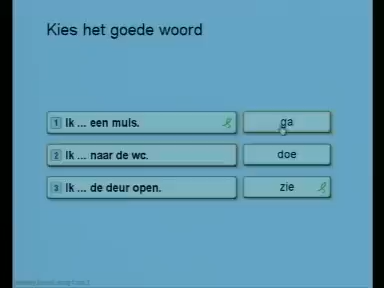 Kies het goede woord
1 Ik ... een muis. ga
2 Ik ... naar de wc. doe
3 Ik ... de deur open. zie